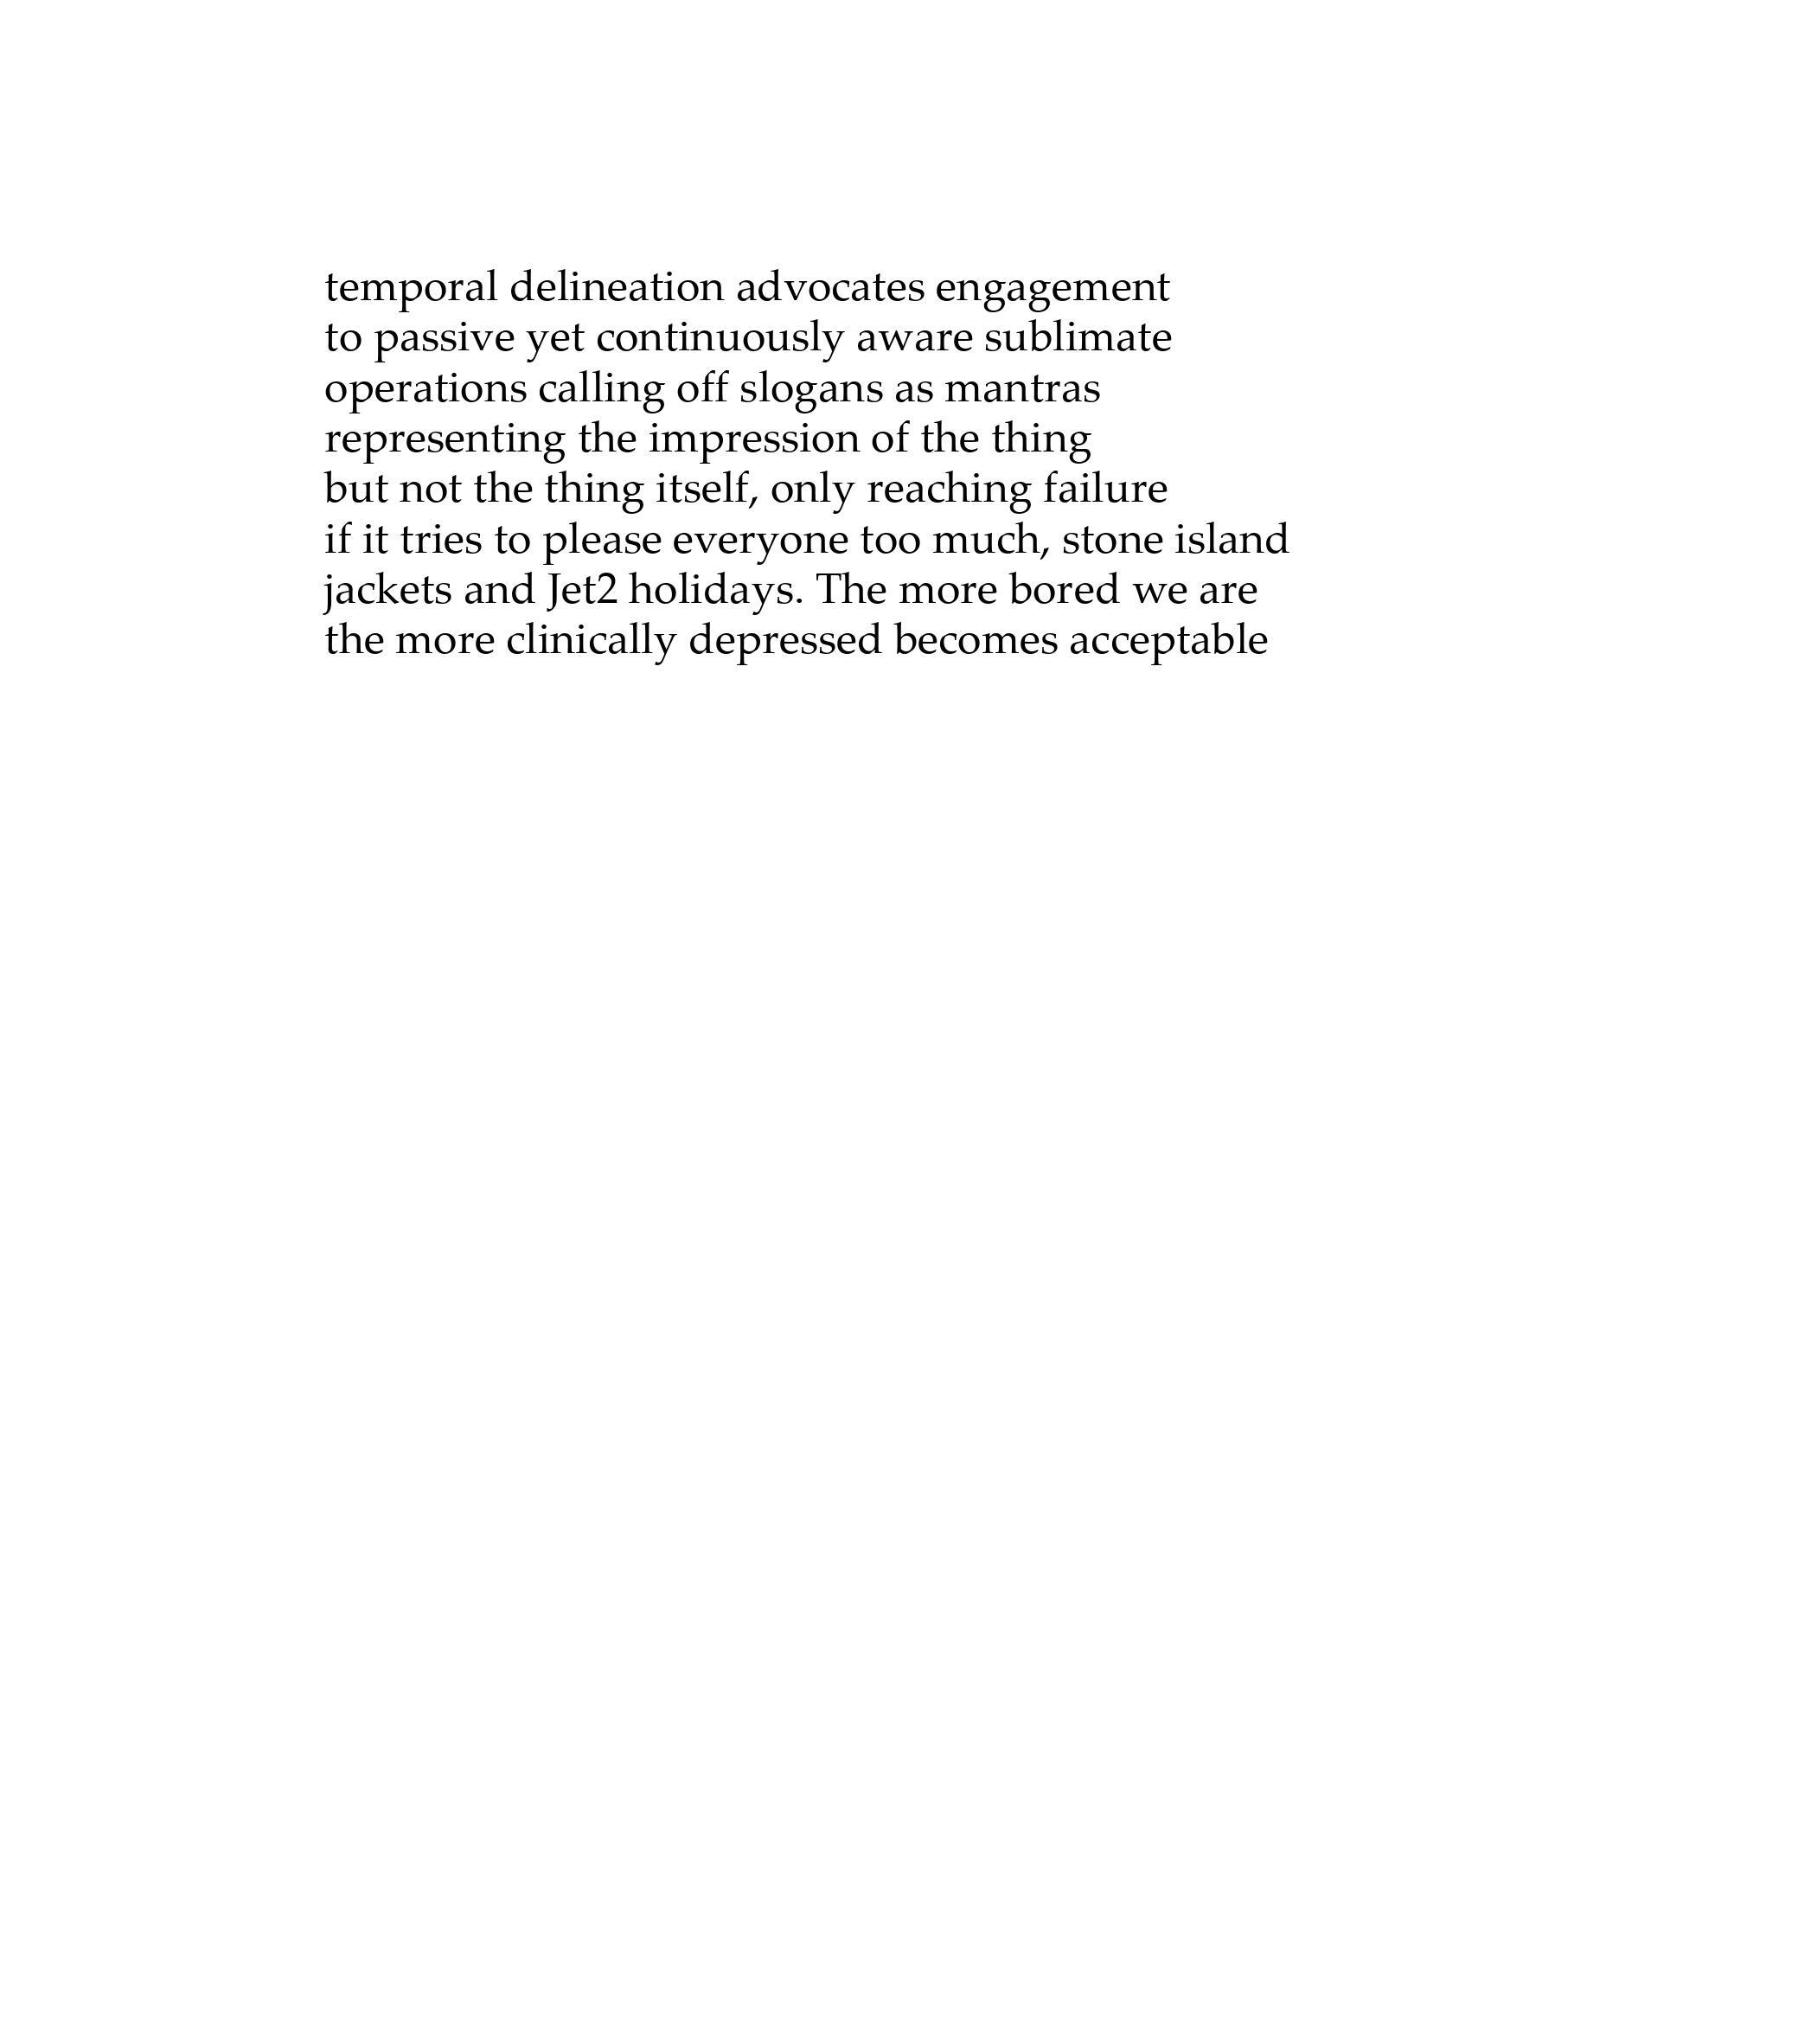 temporal delineation advocates engagement
to passive yet continuously aware sublimate
operations calling off slogans as mantras
representing the impression of the thing
but not the thing itself, only reaching failure
if it tries to please everyone too much, stone island
jackets and Jet2 holidays. The more bored we are
the more clinically depressed becomes acceptable